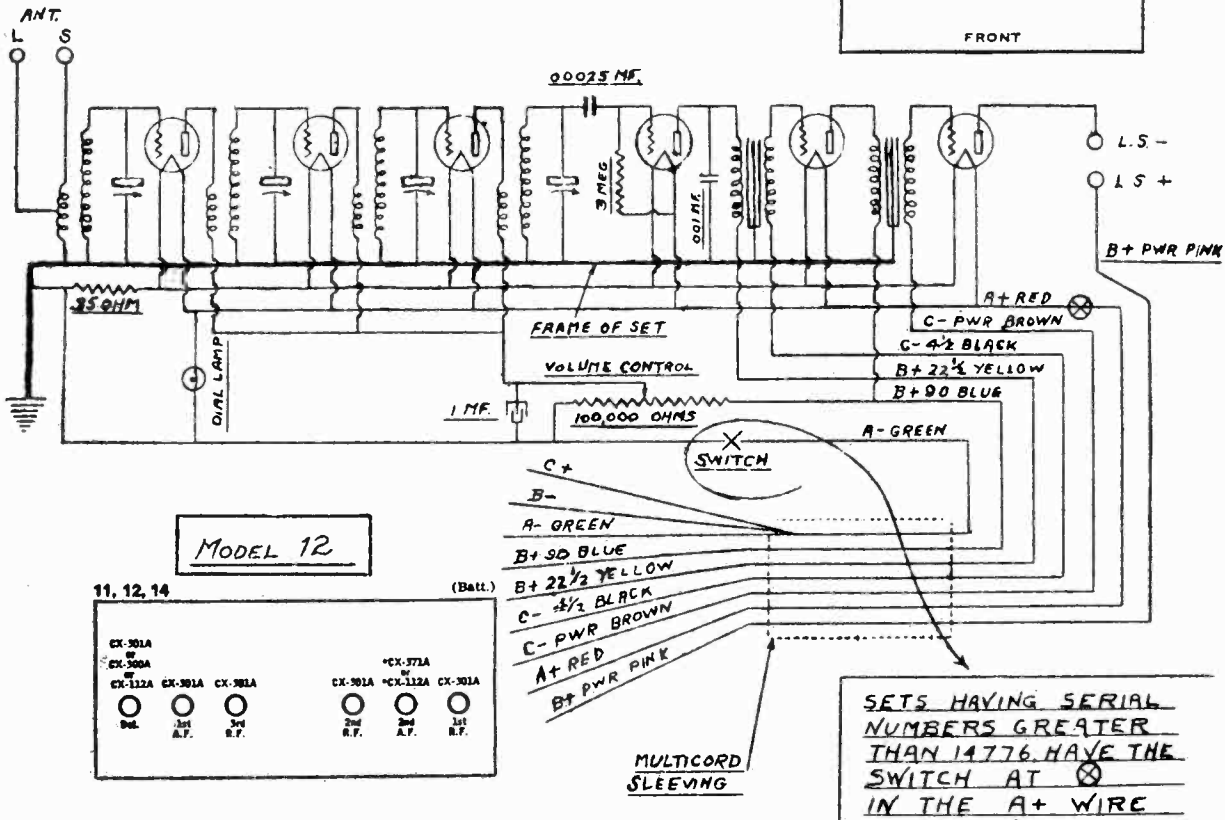 ANT.
L S
FRONT
00025 MF.
3 MEG
.001 MF.
L.S. -
L S +
B+ PWR PINK
A+ RED
C- PWR BROWN
C- 4½ BLACK
B+ 22½ YELLOW
B+ 90 BLUE
A- GREEN
FRAME OF SET
DIAL LAMP
VOLUME CONTROL
1 MF.
100,000 OHMS
SWITCH
C+
B-
A- GREEN
B+ 90 BLUE
B+ 22½ YELLOW
BLACK
C- PWR BROWN
A+ RED
B+ PWR PINK
MULTICORD
SLEEVING
MODEL 12
11, 12, 14 (Batt.)
CX-301A
or
CX-300A
or
CX-112A CX-301A CX-301A
Det. 1st A.F. 3rd R.F.
*CX-371A
or
CX-301A *CX-112A CX-301A
2nd R.F. 2nd A.F. 1st R.F.
SETS HAVING SERIAL
NUMBERS GREATER
THAN 14776. HAVE THE
SWITCH AT ⊗
IN THE A+ WIRE